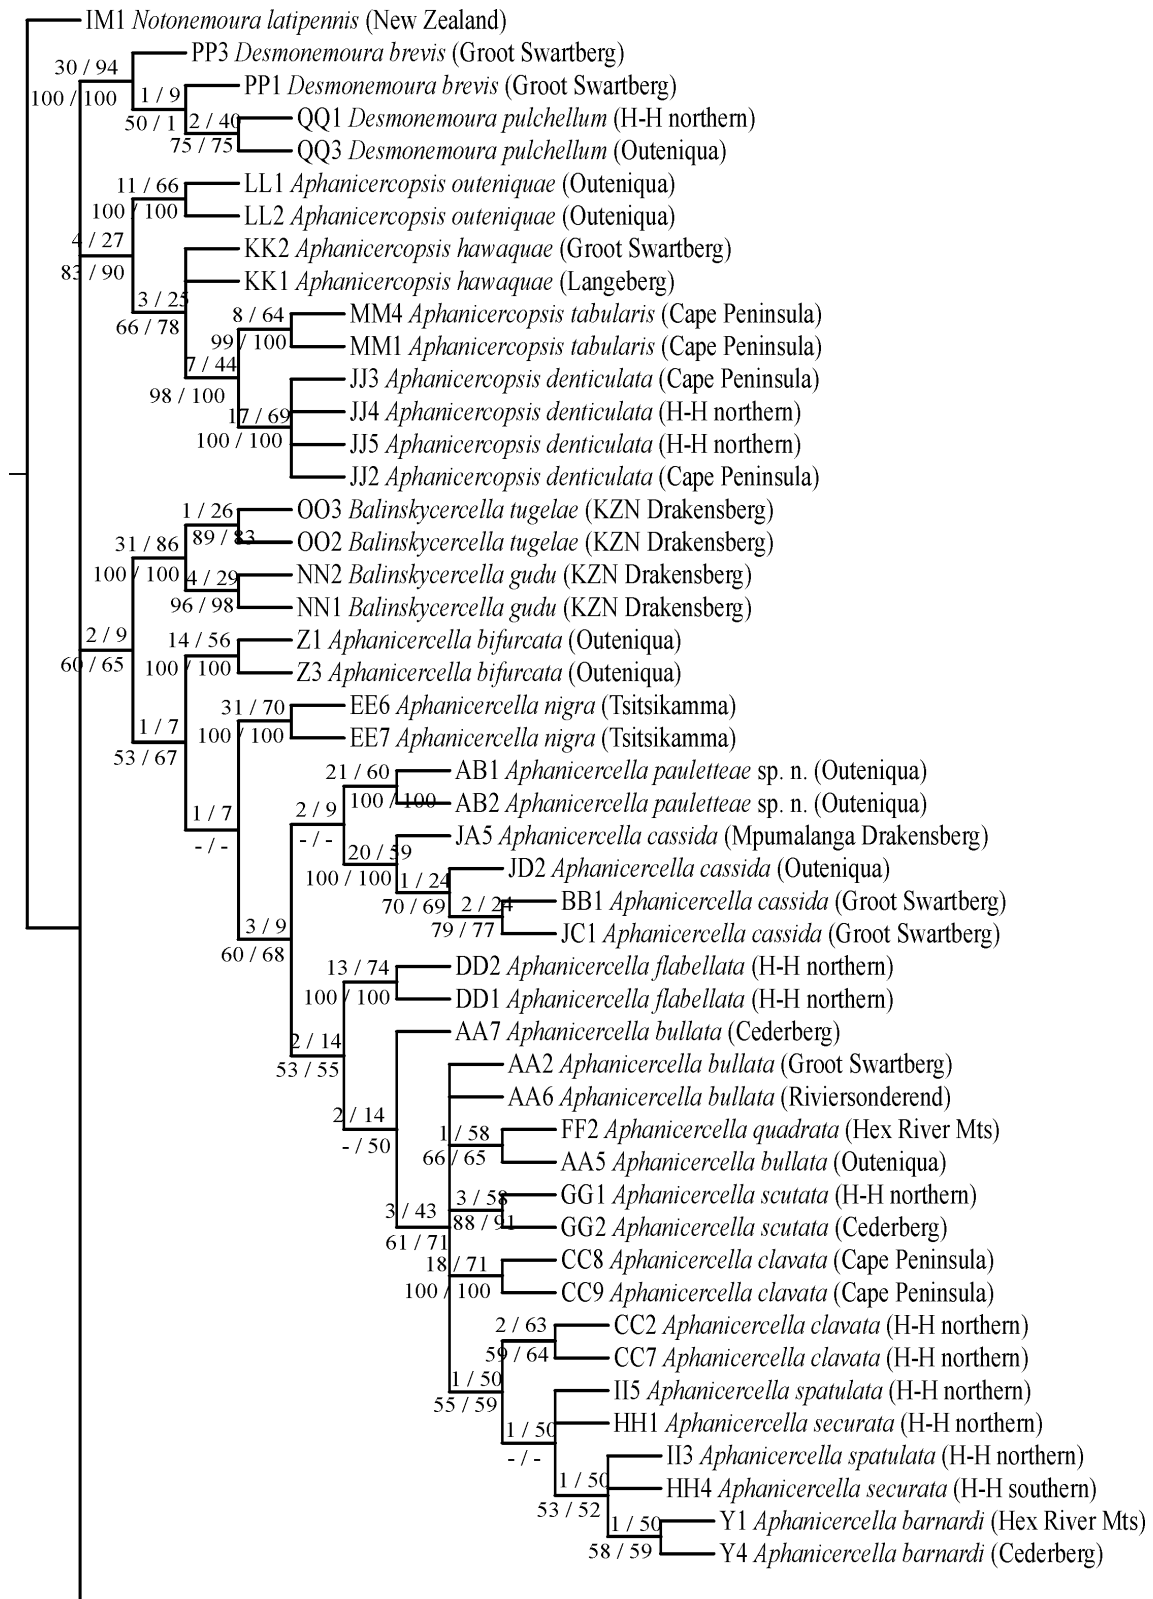 IM1 Notonemoura latipennis (New Zealand)
PP3 Desmonemoura brevis (Groot Swartberg)
30 / 94
100 / 100
PP1 Desmonemoura brevis (Groot Swartberg)
1 / 9
50 / 1
QQ1 Desmonemoura pulchellum (H-H northern)
2 / 40
75 / 75
QQ3 Desmonemoura pulchellum (Outeniqua)
LL1 Aphanicercopsis outeniquae (Outeniqua)
11 / 66
100 / 100
LL2 Aphanicercopsis outeniquae (Outeniqua)
4 / 27
83 / 90
KK2 Aphanicercopsis hawaquae (Groot Swartberg)
KK1 Aphanicercopsis hawaquae (Langeberg)
3 / 25
66 / 78
MM4 Aphanicercopsis tabularis (Cape Peninsula)
8 / 64
99 / 100
MM1 Aphanicercopsis tabularis (Cape Peninsula)
7 / 44
98 / 100
JJ3 Aphanicercopsis denticulata (Cape Peninsula)
JJ4 Aphanicercopsis denticulata (H-H northern)
17 / 69
100 / 100
JJ5 Aphanicercopsis denticulata (H-H northern)
JJ2 Aphanicercopsis denticulata (Cape Peninsula)
OO3 Balinskycercella tugelae (KZN Drakensberg)
1 / 26
89 / 83
OO2 Balinskycercella tugelae (KZN Drakensberg)
31 / 86
100 / 100
NN2 Balinskycercella gudu (KZN Drakensberg)
4 / 29
96 / 98
NN1 Balinskycercella gudu (KZN Drakensberg)
2 / 9
60 / 65
Z1 Aphanicercella bifurcata (Outeniqua)
14 / 56
100 / 100
Z3 Aphanicercella bifurcata (Outeniqua)
1 / 7
53 / 67
EE6 Aphanicercella nigra (Tsitsikamma)
31 / 70
100 / 100
EE7 Aphanicercella nigra (Tsitsikamma)
1 / 7
- / -
AB1 Aphanicercella pauletteae sp. n. (Outeniqua)
21 / 60
100 / 100
AB2 Aphanicercella pauletteae sp. n. (Outeniqua)
2 / 9
- / -
JA5 Aphanicercella cassida (Mpumalanga Drakensberg)
20 / 59
100 / 100
JD2 Aphanicercella cassida (Outeniqua)
1 / 24
70 / 69
BB1 Aphanicercella cassida (Groot Swartberg)
2 / 24
79 / 77
JC1 Aphanicercella cassida (Groot Swartberg)
3 / 9
60 / 68
DD2 Aphanicercella flabellata (H-H northern)
13 / 74
100 / 100
DD1 Aphanicercella flabellata (H-H northern)
2 / 14
53 / 55
AA7 Aphanicercella bullata (Cederberg)
AA2 Aphanicercella bullata (Groot Swartberg)
AA6 Aphanicercella bullata (Riviersonderend)
2 / 14
- / 50
FF2 Aphanicercella quadrata (Hex River Mts)
1 / 58
66 / 65
AA5 Aphanicercella bullata (Outeniqua)
GG1 Aphanicercella scutata (H-H northern)
3 / 58
88 / 91
GG2 Aphanicercella scutata (Cederberg)
3 / 43
61 / 71
CC8 Aphanicercella clavata (Cape Peninsula)
18 / 71
100 / 100
CC9 Aphanicercella clavata (Cape Peninsula)
CC2 Aphanicercella clavata (H-H northern)
2 / 63
59 / 64
CC7 Aphanicercella clavata (H-H northern)
1 / 50
55 / 59
II5 Aphanicercella spatulata (H-H northern)
HH1 Aphanicercella securata (H-H northern)
1 / 50
- / -
II3 Aphanicercella spatulata (H-H northern)
HH4 Aphanicercella securata (H-H southern)
1 / 50
53 / 52
Y1 Aphanicercella barnardi (Hex River Mts)
1 / 50
58 / 59
Y4 Aphanicercella barnardi (Cederberg)